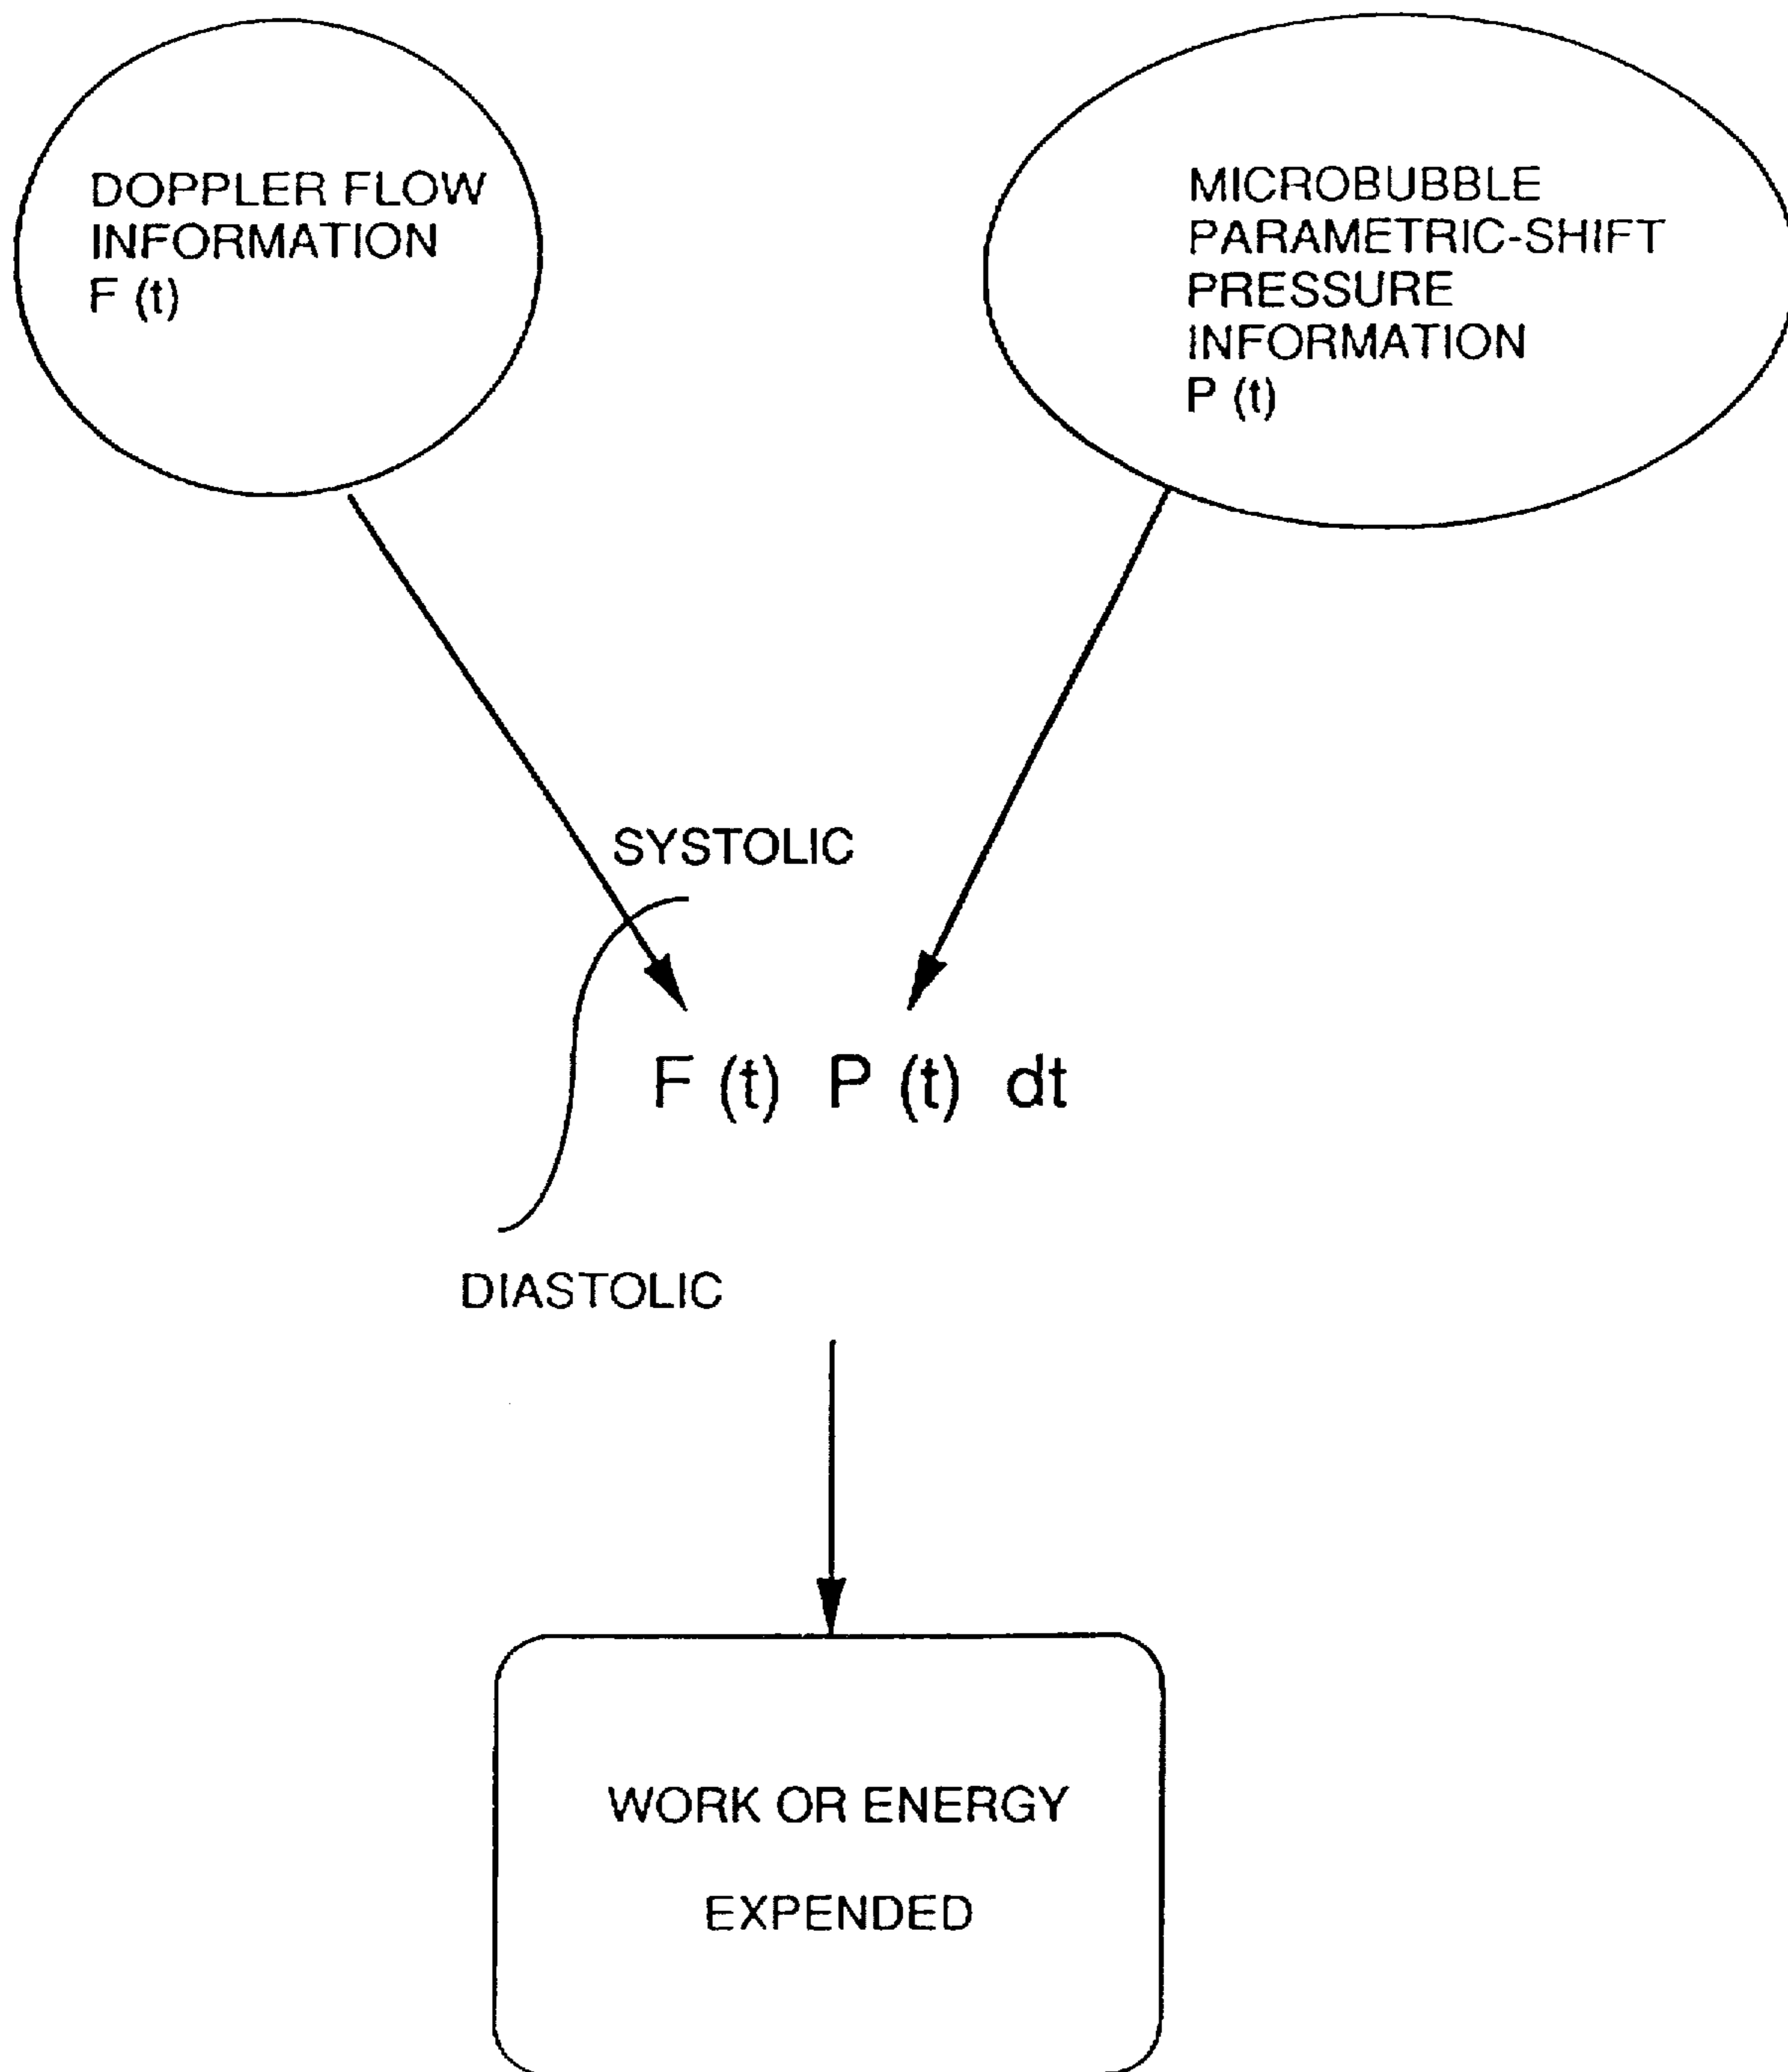 DOPPLER FLOW
INFORMATION
F (t)
MICROBUBBLE
PARAMETRIC-SHIFT
PRESSURE
INFORMATION
P (t)
SYSTOLIC
F (t) P (t) dt
DIASTOLIC
WORK OR ENERGY
EXPENDED